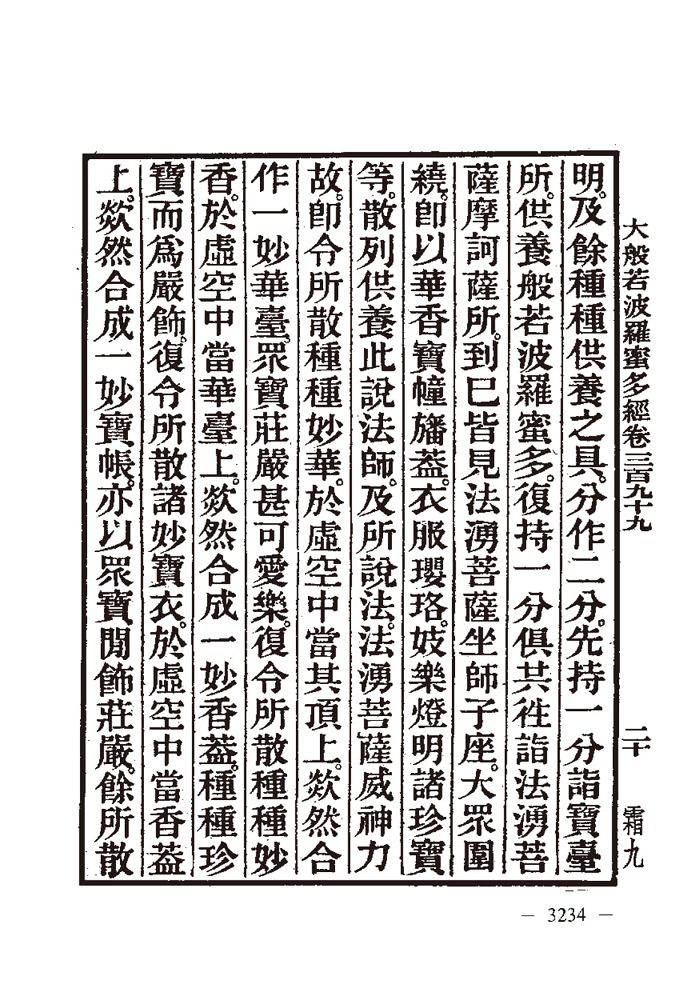 大般若波羅蜜多經卷三百九十九 二十 霜九
明。及餘種種供養之具。分作二分。先持一分詣寶臺
所。供養般若波羅蜜多。復持一分俱共往詣法湧菩
薩摩訶薩所。到已皆見法湧菩薩坐師子座。大眾圍
繞。即以華香寶幢旛葢。衣服瓔珞。妓樂燈明諸珍寶
等。散列供養此說法師。及所說法。法湧菩薩威神力
故。即令所散種種妙華。於虛空中當其頂上。欻然合
作一妙華臺。眾寶莊嚴甚可愛樂。復令所散種種妙
香。於虛空中當華臺上。欻然合成一妙香葢。種種珍
寶而爲嚴飾。復令所散諸妙寶衣。於虛空中當香葢
上。欻然合成一妙寶帳。亦以眾寶閒飾莊嚴。餘所散
— 3234 —